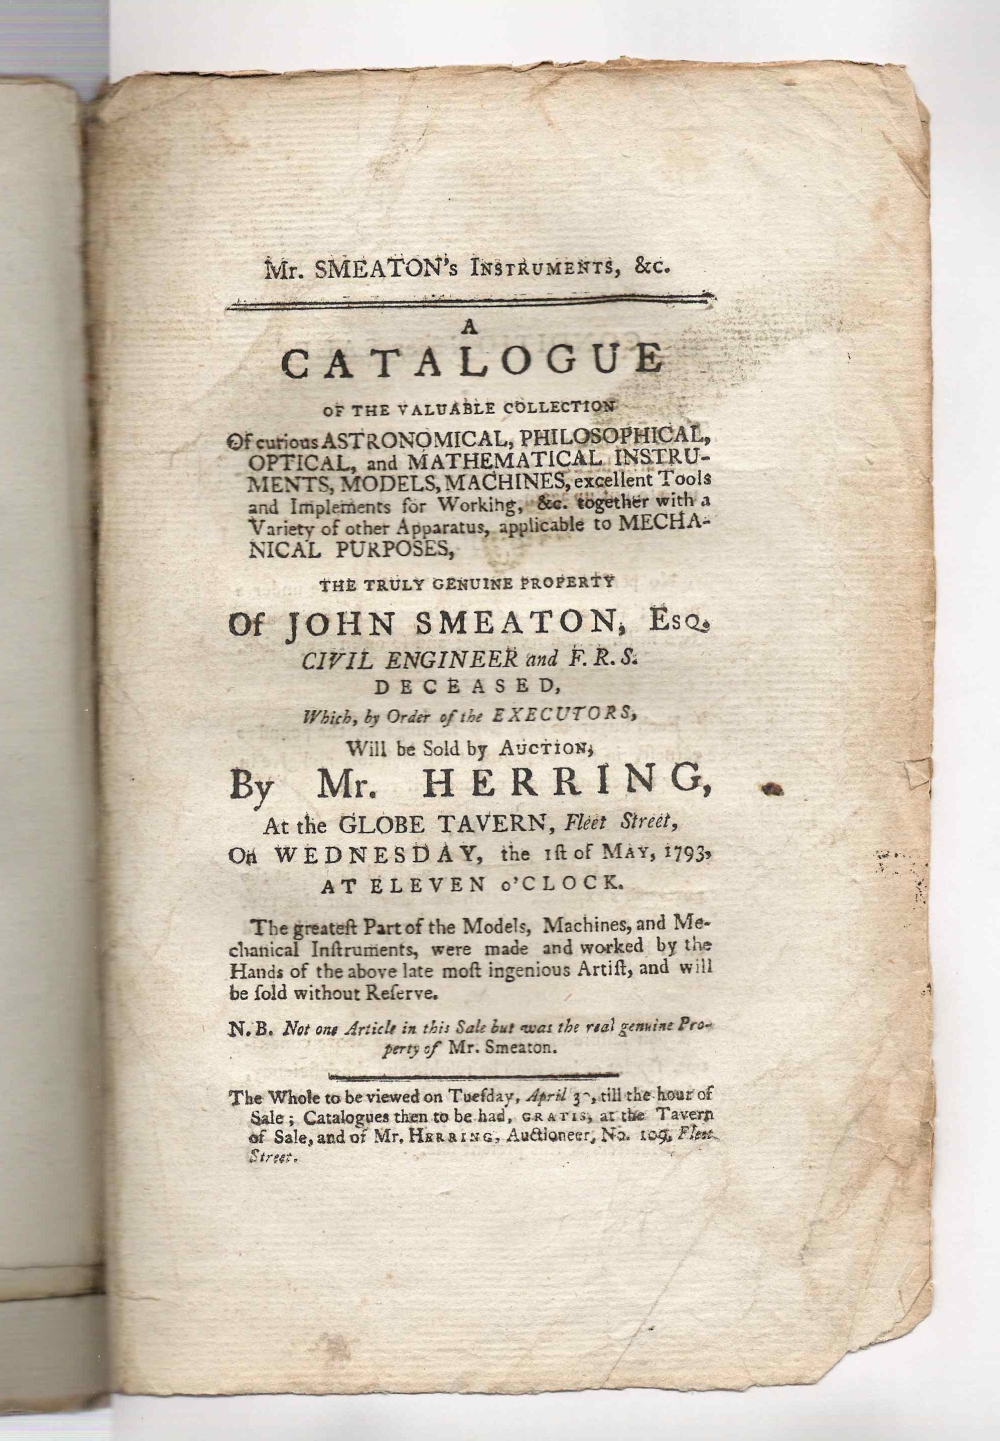 Mr. SMEATON's INSTRUMENTS, &c.
A
CATALOGUE
OF THE VALUABLE COLLECTION
Of curious ASTRONOMICAL, PHILOSOPHICAL,
OPTICAL, and MATHEMATICAL INSTRU-
MENTS, MODELS, MACHINES, excellent Tools
and Implements for Working, &c. together with a
Variety of other Apparatus, applicable to MECHA-
NICAL PURPOSES,
THE TRULY GENUINE PROPERTY
Of JOHN SMEATON, ESQ.
CIVIL ENGINEER and F. R. S.
DECEASED,
Which, by Order of the EXECUTORS,
Will be Sold by AUCTION,
By Mr. HERRING,
At the GLOBE TAVERN, Fleet Street,
On WEDNESDAY, the 1ſt of MAY, 1793,
AT ELEVEN o'CLOCK.
The greateſt Part of the Models, Machines, and Me-
chanical Inſtruments, were made and worked by the
Hands of the above late moſt ingenious Artiſt, and will
be ſold without Reſerve.
N. B. Not one Article in this Sale but was the real genuine Pro-
perty of Mr. Smeaton.
The Whole to be viewed on Tueſday, April 30, till the hour of
Sale; Catalogues then to be had, GRATIS, at the Tavern
of Sale, and of Mr. HERRING, Auctioneer, No. 109, Fleet
Street.